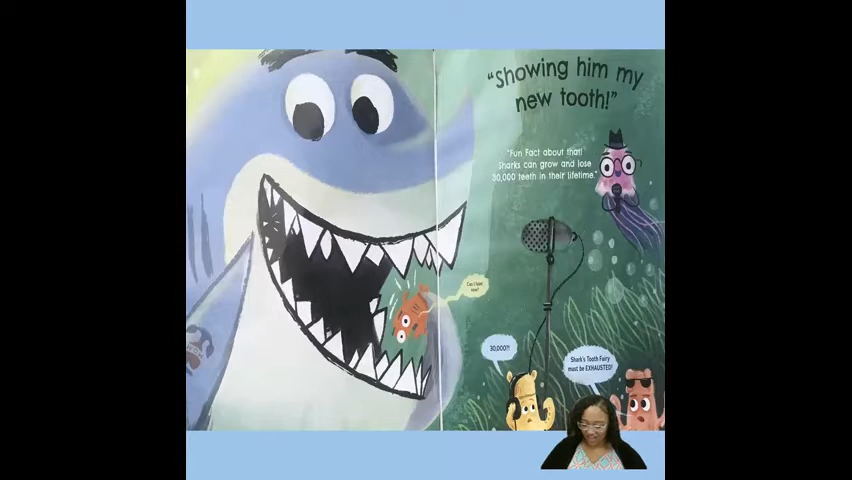 "Showing him my
new tooth!"
"Fun Fact about that!
Sharks can grow and lose
30,000 teeth in their lifetime."
Can I leave
now?
30,000?!
Shark's Tooth Fairy
must be EXHAUSTED!